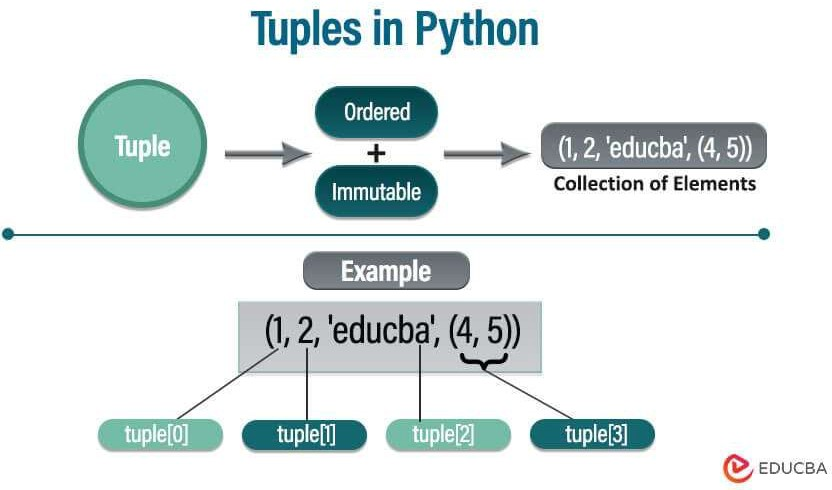 Tuples in Python
Tuple
Ordered
+
Immutable
(1, 2, 'educba', (4, 5))
Collection of Elements
Example
(1, 2, 'educba', (4, 5))
tuple[0]
tuple[1]
tuple[2]
tuple[3]
EDUCBA